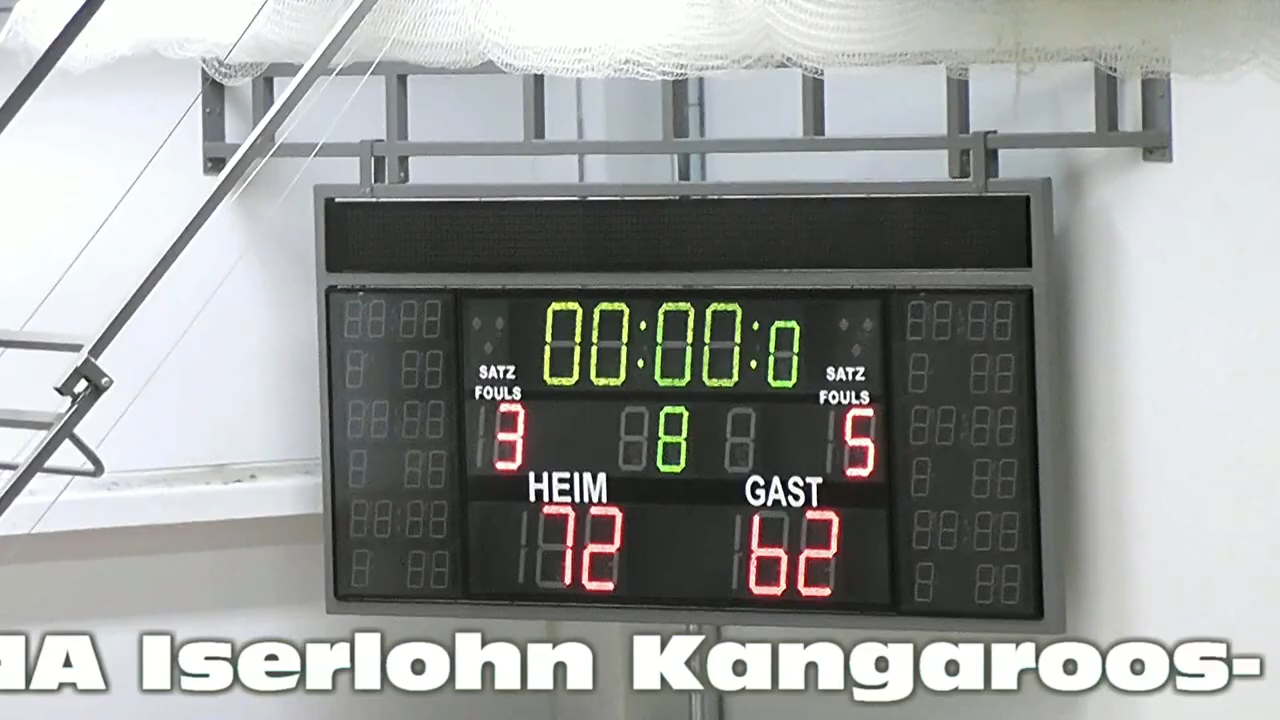 00:00:0
SATZ FOULS SATZ FOULS
3 8 5
HEIM GAST
72 62
A Iserlohn Kangaroos-